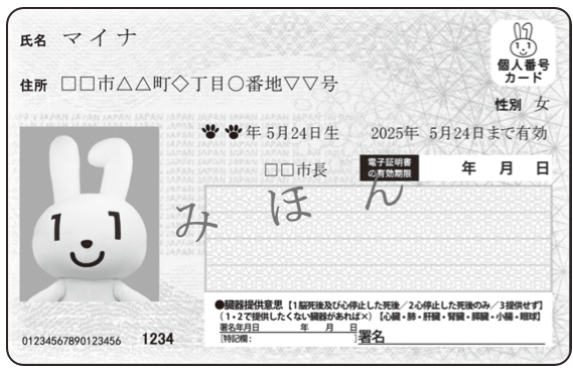 氏名 マイナ
個人番号
カード
住所 □□市△△町◇丁目○番地▽▽号
性別 女
年 5月24日生 2025年 5月24日まで有効
□□市長 電子証明書
の有効期限 年 月 日
みほん
●臓器提供意思【1脳死後及び心停止した死後/2心停止した死後のみ/3提供せず】
(1・2で提供したくない臓器があれば×)【心臓・肺・肝臓・腎臓・膵臓・小腸・眼球】
署名年月日 年 月 日
[特記欄: ] 署名
01234567890123456 1234